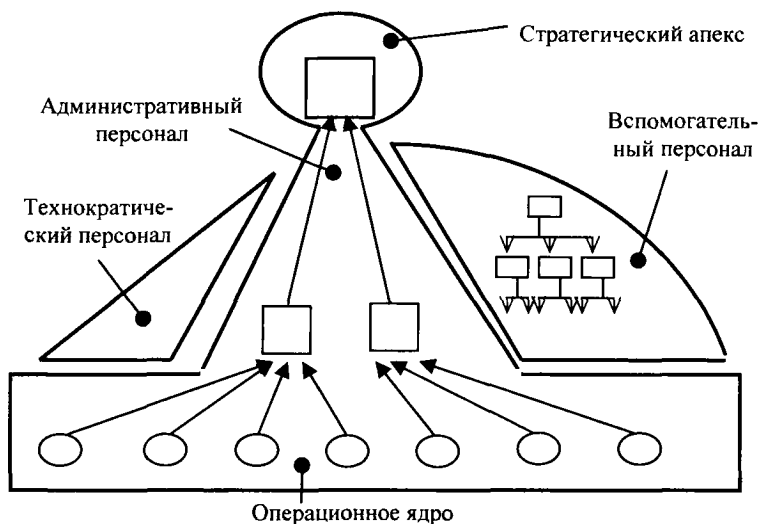 Стратегический апекс
Административный
персонал
Вспомогатель-
ный персонал
Технократиче-
ский персонал
Операционное ядро